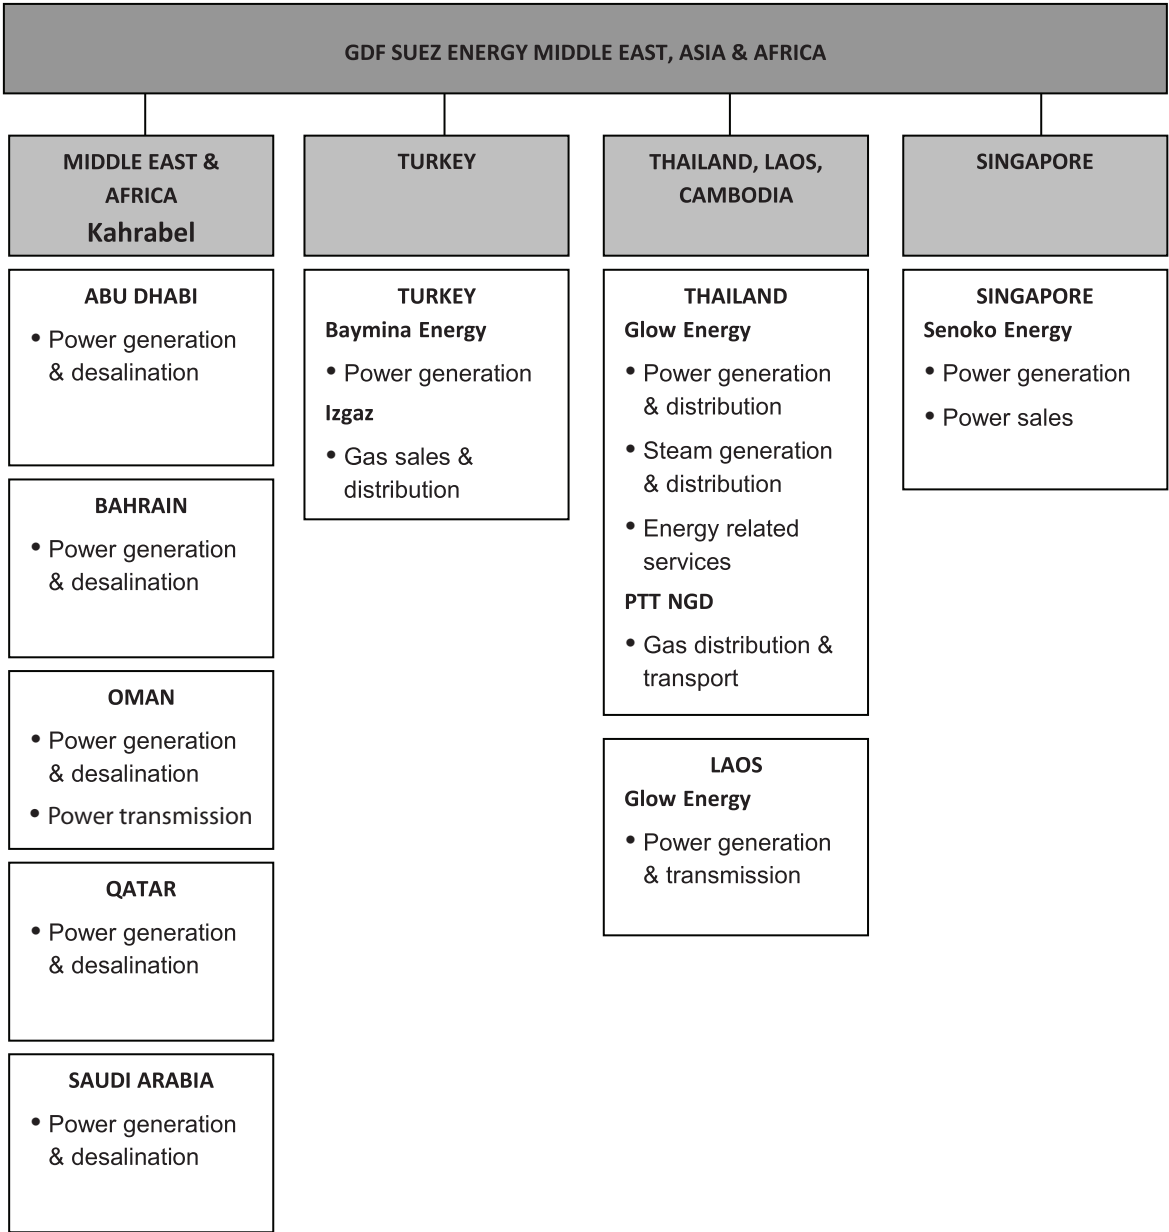 GDF SUEZ ENERGY MIDDLE EAST, ASIA & AFRICA
MIDDLE EAST &
AFRICA
Kahrabel
ABU DHABI
• Power generation
& desalination
BAHRAIN
• Power generation
& desalination
OMAN
• Power generation
& desalination
• Power transmission
QATAR
• Power generation
& desalination
SAUDI ARABIA
• Power generation
& desalination
TURKEY
TURKEY
Baymina Energy
• Power generation
Izgaz
• Gas sales &
distribution
THAILAND, LAOS,
CAMBODIA
THAILAND
Glow Energy
• Power generation
& distribution
• Steam generation
& distribution
• Energy related
services
PTT NGD
• Gas distribution &
transport
LAOS
Glow Energy
• Power generation
& transmission
SINGAPORE
SINGAPORE
Senoko Energy
• Power generation
• Power sales